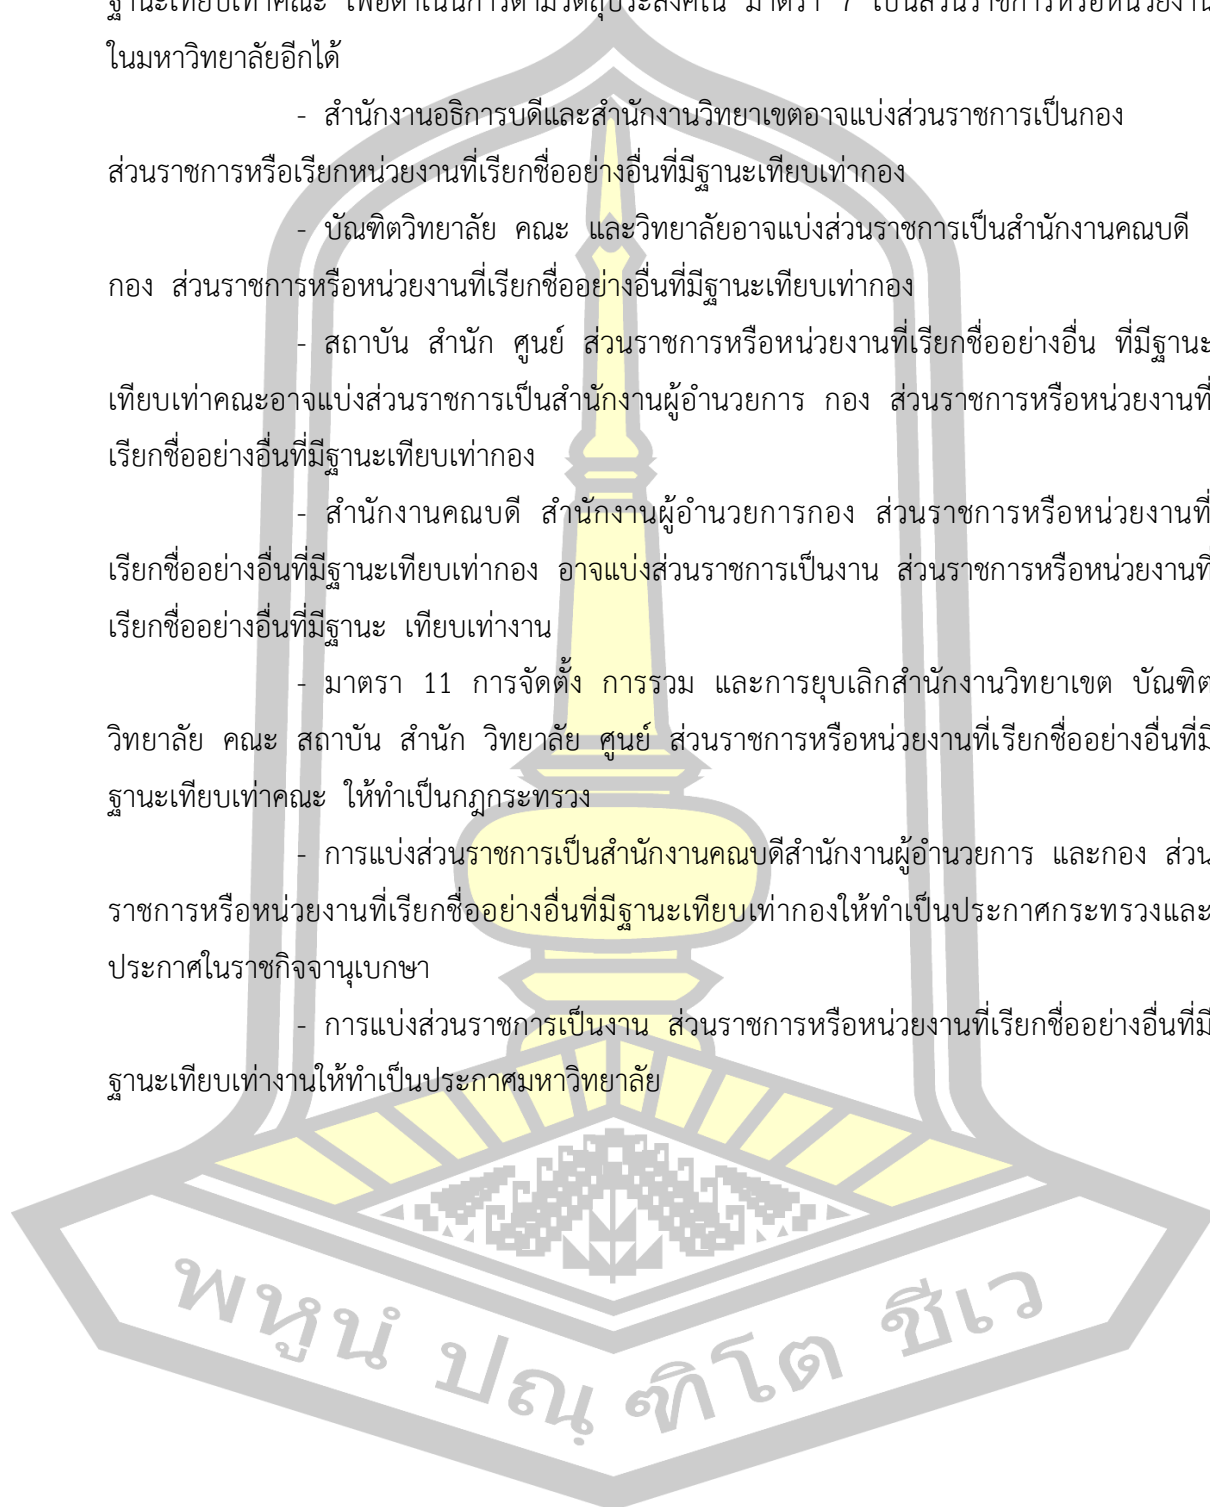 ฐานะเทียบเท่าคณะ เพื่อดำเนินการตามวัตถุประสงค์ใน มาตรา 7 เป็นส่วนราชการหรือหน่วยงาน
ในมหาวิทยาลัยอีกได้
- สำนักงานอธิการบดีและสำนักงานวิทยาเขตอาจแบ่งส่วนราชการเป็นกอง
ส่วนราชการหรือเรียกหน่วยงานที่เรียกชื่ออย่างอื่นที่มีฐานะเทียบเท่ากอง
- บัณฑิตวิทยาลัย คณะ และวิทยาลัยอาจแบ่งส่วนราชการเป็นสำนักงานคณบดี
กอง ส่วนราชการหรือหน่วยงานที่เรียกชื่ออย่างอื่นที่มีฐานะเทียบเท่ากอง
- สถาบัน สำนัก ศูนย์ ส่วนราชการหรือหน่วยงานที่เรียกชื่ออย่างอื่น ที่มีฐานะ
เทียบเท่าคณะอาจแบ่งส่วนราชการเป็นสำนักงานผู้อำนวยการ กอง ส่วนราชการหรือหน่วยงานที่
เรียกชื่ออย่างอื่นที่มีฐานะเทียบเท่ากอง
- สำนักงานคณบดี สำนักงานผู้อำนวยการกอง ส่วนราชการหรือหน่วยงานที่
เรียกชื่ออย่างอื่นที่มีฐานะเทียบเท่ากอง อาจแบ่งส่วนราชการเป็นงาน ส่วนราชการหรือหน่วยงานที่
เรียกชื่ออย่างอื่นที่มีฐานะ เทียบเท่างาน
- มาตรา 11 การจัดตั้ง การรวม และการยุบเลิกสำนักงานวิทยาเขต บัณฑิต
วิทยาลัย คณะ สถาบัน สำนัก วิทยาลัย ศูนย์ ส่วนราชการหรือหน่วยงานที่เรียกชื่ออย่างอื่นที่มี
ฐานะเทียบเท่าคณะ ให้ทำเป็นกฎกระทรวง
- การแบ่งส่วนราชการเป็นสำนักงานคณบดีสำนักงานผู้อำนวยการ และกอง ส่วน
ราชการหรือหน่วยงานที่เรียกชื่ออย่างอื่นที่มีฐานะเทียบเท่ากองให้ทำเป็นประกาศกระทรวงและ
ประกาศในราชกิจจานุเบกษา
- การแบ่งส่วนราชการเป็นงาน ส่วนราชการหรือหน่วยงานที่เรียกชื่ออย่างอื่นที่มี
ฐานะเทียบเท่างานให้ทำเป็นประกาศมหาวิทยาลัย
พหูนํ ปณฺฑิโต ชีเว